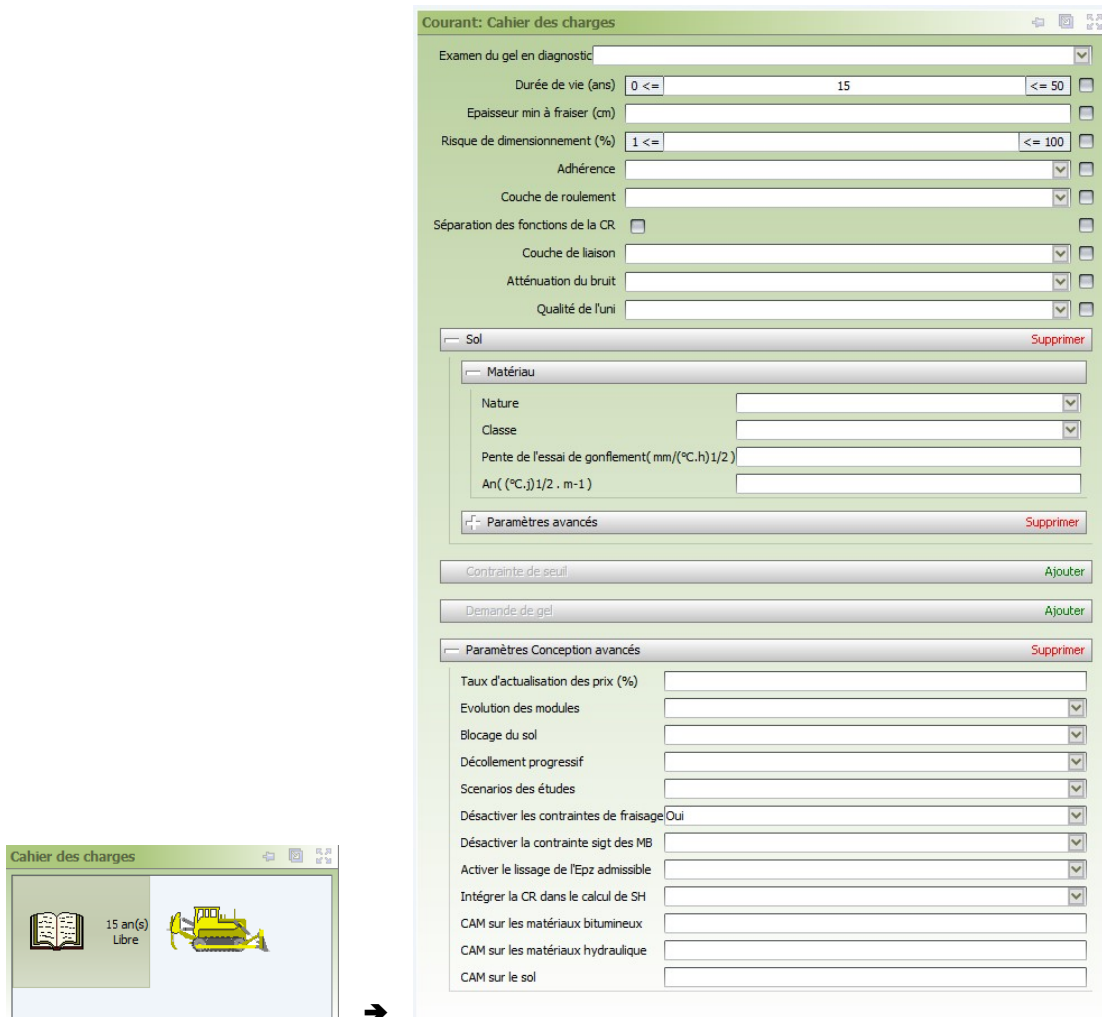 Courant: Cahier des charges
Examen du gel en diagnostic
Durée de vie (ans) 0 <= 15 <= 50
Epaisseur min à fraiser (cm)
Risque de dimensionnement (%) 1 <= <= 100
Adhérence
Couche de roulement
Séparation des fonctions de la CR
Couche de liaison
Atténuation du bruit
Qualité de l'uni
Sol Supprimer
Matériau
Nature
Classe
Pente de l'essai de gonflement( mm/(°C.h)1/2 )
An( (°C.j)1/2 . m-1 )
Paramètres avancés Supprimer
Contrainte de seuil Ajouter
Demande de gel Ajouter
Paramètres Conception avancés Supprimer
Taux d'actualisation des prix (%)
Evolution des modules
Blocage du sol
Décollement progressif
Scenarios des études
Désactiver les contraintes de fraisage Oui
Désactiver la contrainte sigt des MB
Activer le lissage de l'Epz admissible
Intégrer la CR dans le calcul de SH
CAM sur les matériaux bitumineux
CAM sur les matériaux hydraulique
CAM sur le sol
Cahier des charges
15 an(s)
Libre
➔